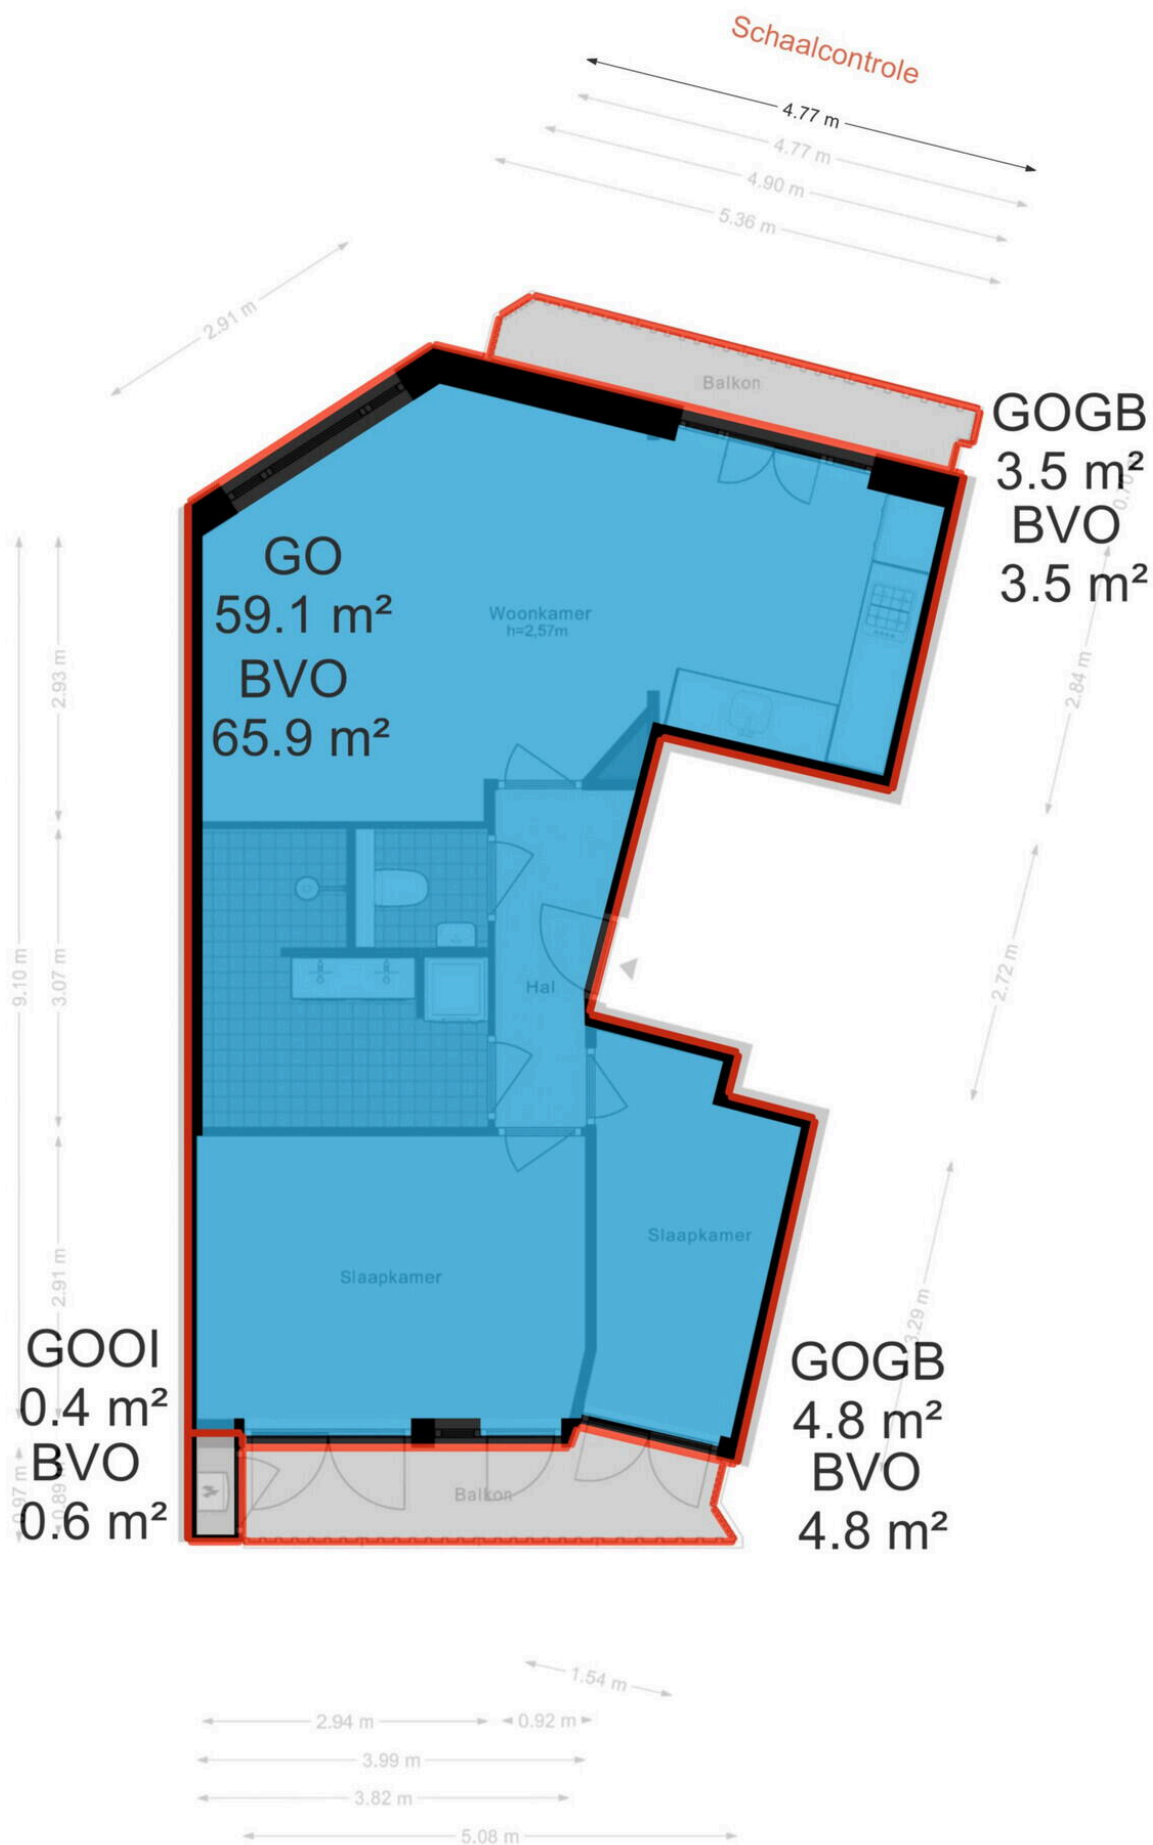 Schaalcontrole
4.77 m
4.77 m
4.90 m
5.36 m
2.91 m
Balkon
GOGB
3.5 m²
BVO
3.5 m²
GO
59.1 m²
BVO
65.9 m²
Woonkamer
h=2,57m
2.93 m
2.84 m
9.10 m
3.07 m
2.72 m
Hal
Slaapkamer
Slaapkamer
2.91 m
3.29 m
GOOI
0.4 m²
BVO
0.6 m²
0.97 m
GOGB
4.8 m²
BVO
4.8 m²
Balkon
1.54 m
2.94 m
0.92 m
3.99 m
3.82 m
5.08 m